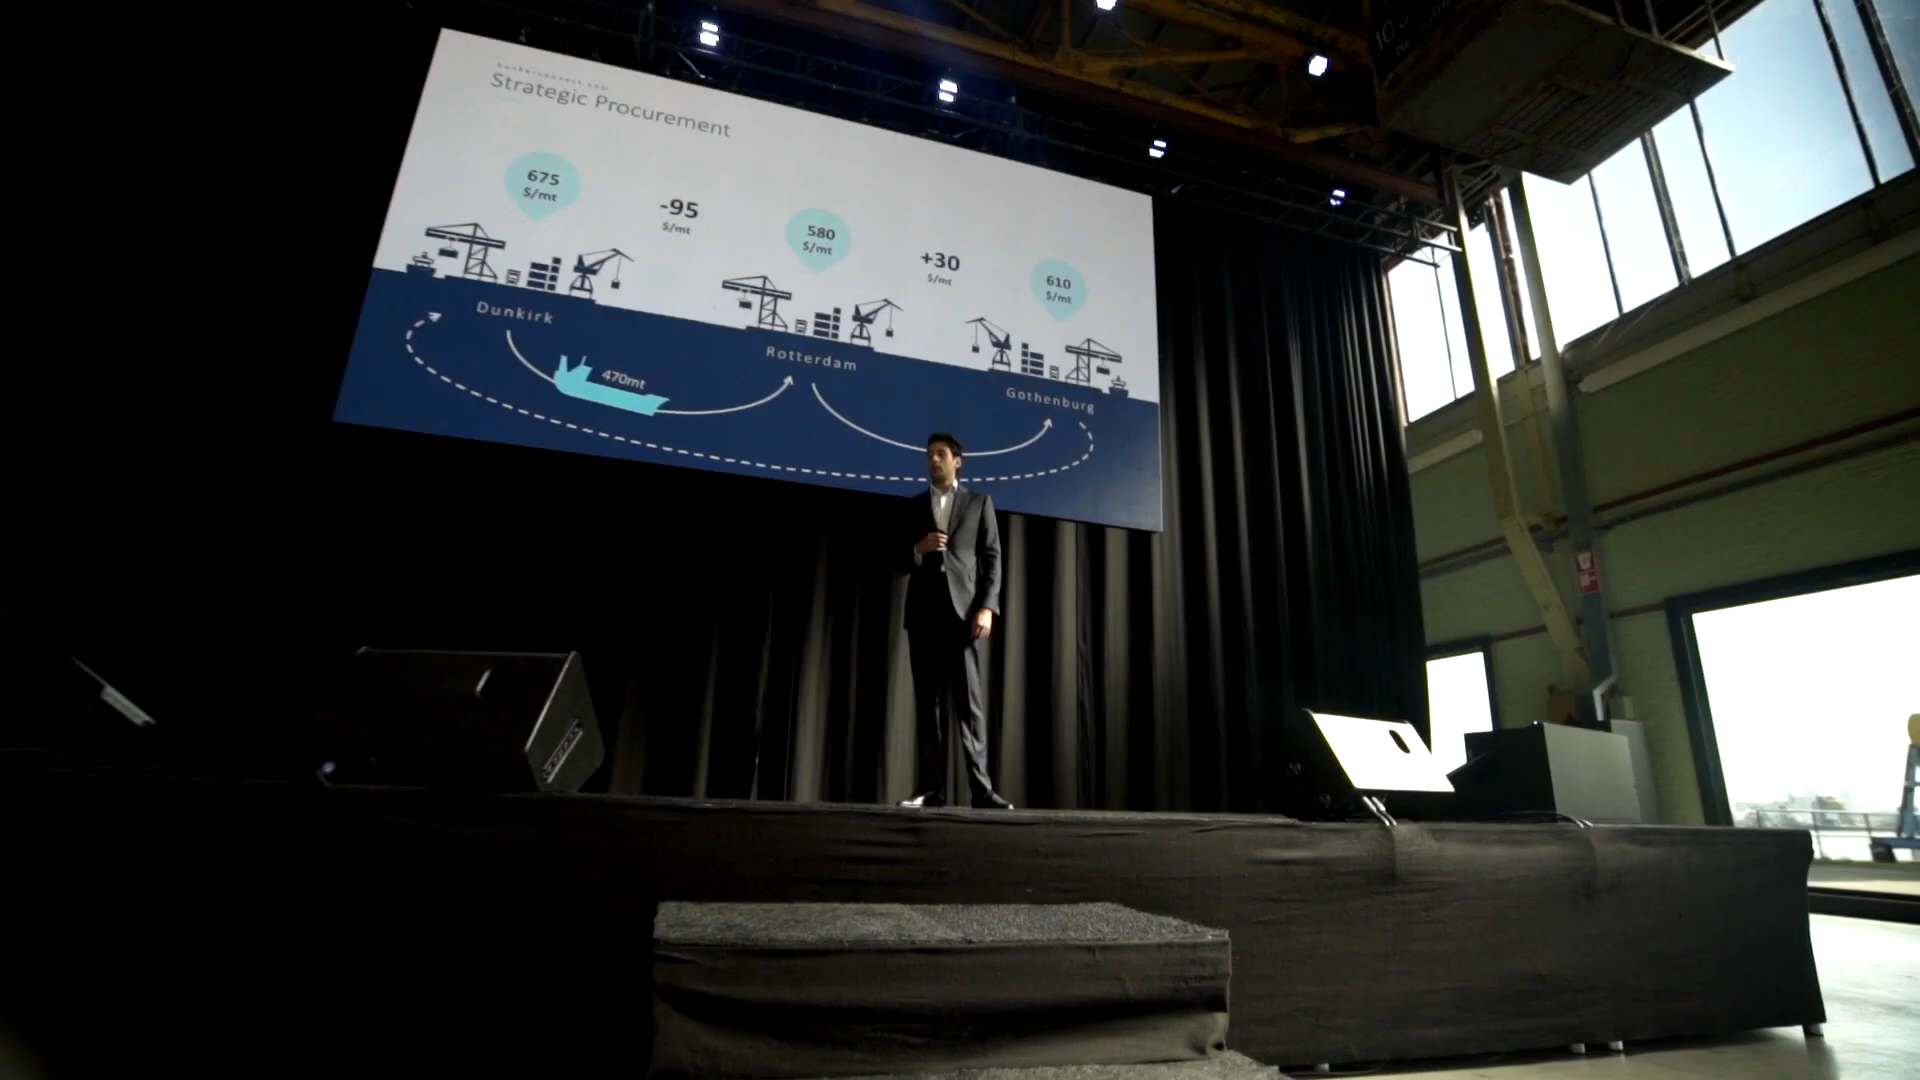 Strategic Procurement
675
$/mt
-95
$/mt
580
$/mt
+30
$/mt
610
$/mt
Dunkirk
Rotterdam
Gothenburg
470mt